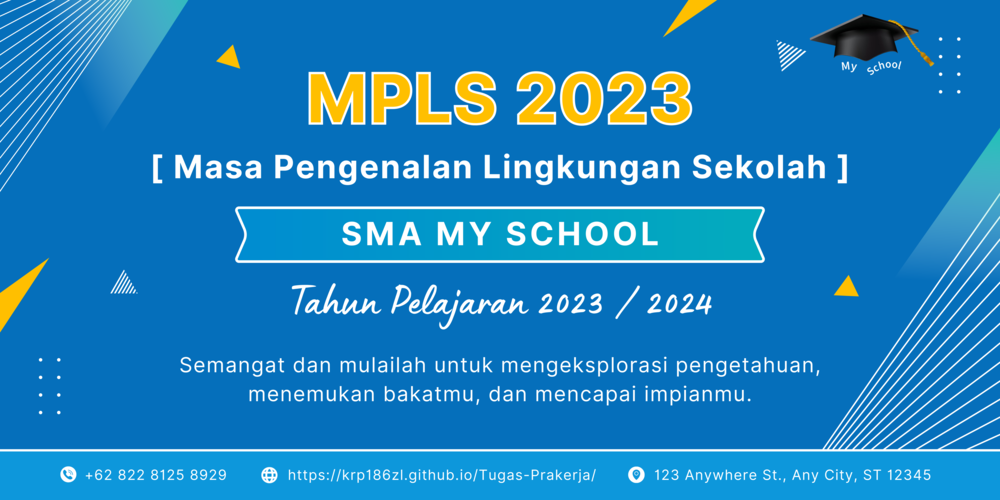 My School
MPLS 2023
[ Masa Pengenalan Lingkungan Sekolah ]
SMA MY SCHOOL
Tahun Pelajaran 2023 / 2024
Semangat dan mulailah untuk mengeksplorasi pengetahuan,
menemukan bakatmu, dan mencapai impianmu.
+62 822 8125 8929 https://krp186zl.github.io/Tugas-Prakerja/ 123 Anywhere St., Any City, ST 12345